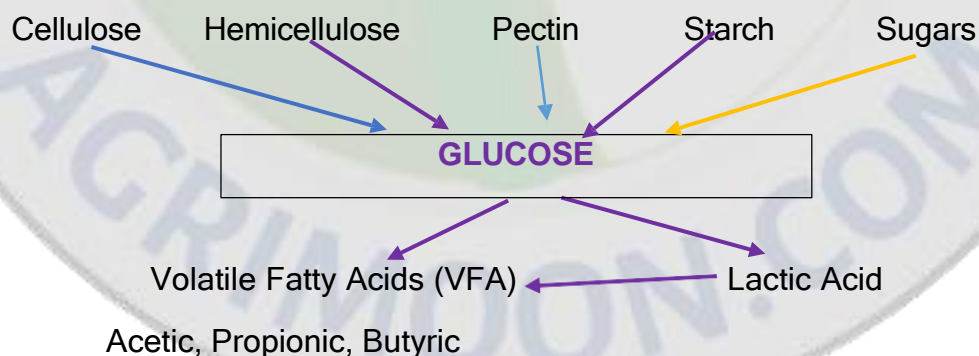 Cellulose Hemicellulose Pectin Starch Sugars
GLUCOSE
Volatile Fatty Acids (VFA) Lactic Acid
Acetic, Propionic, Butyric
AGRIMOON.COM